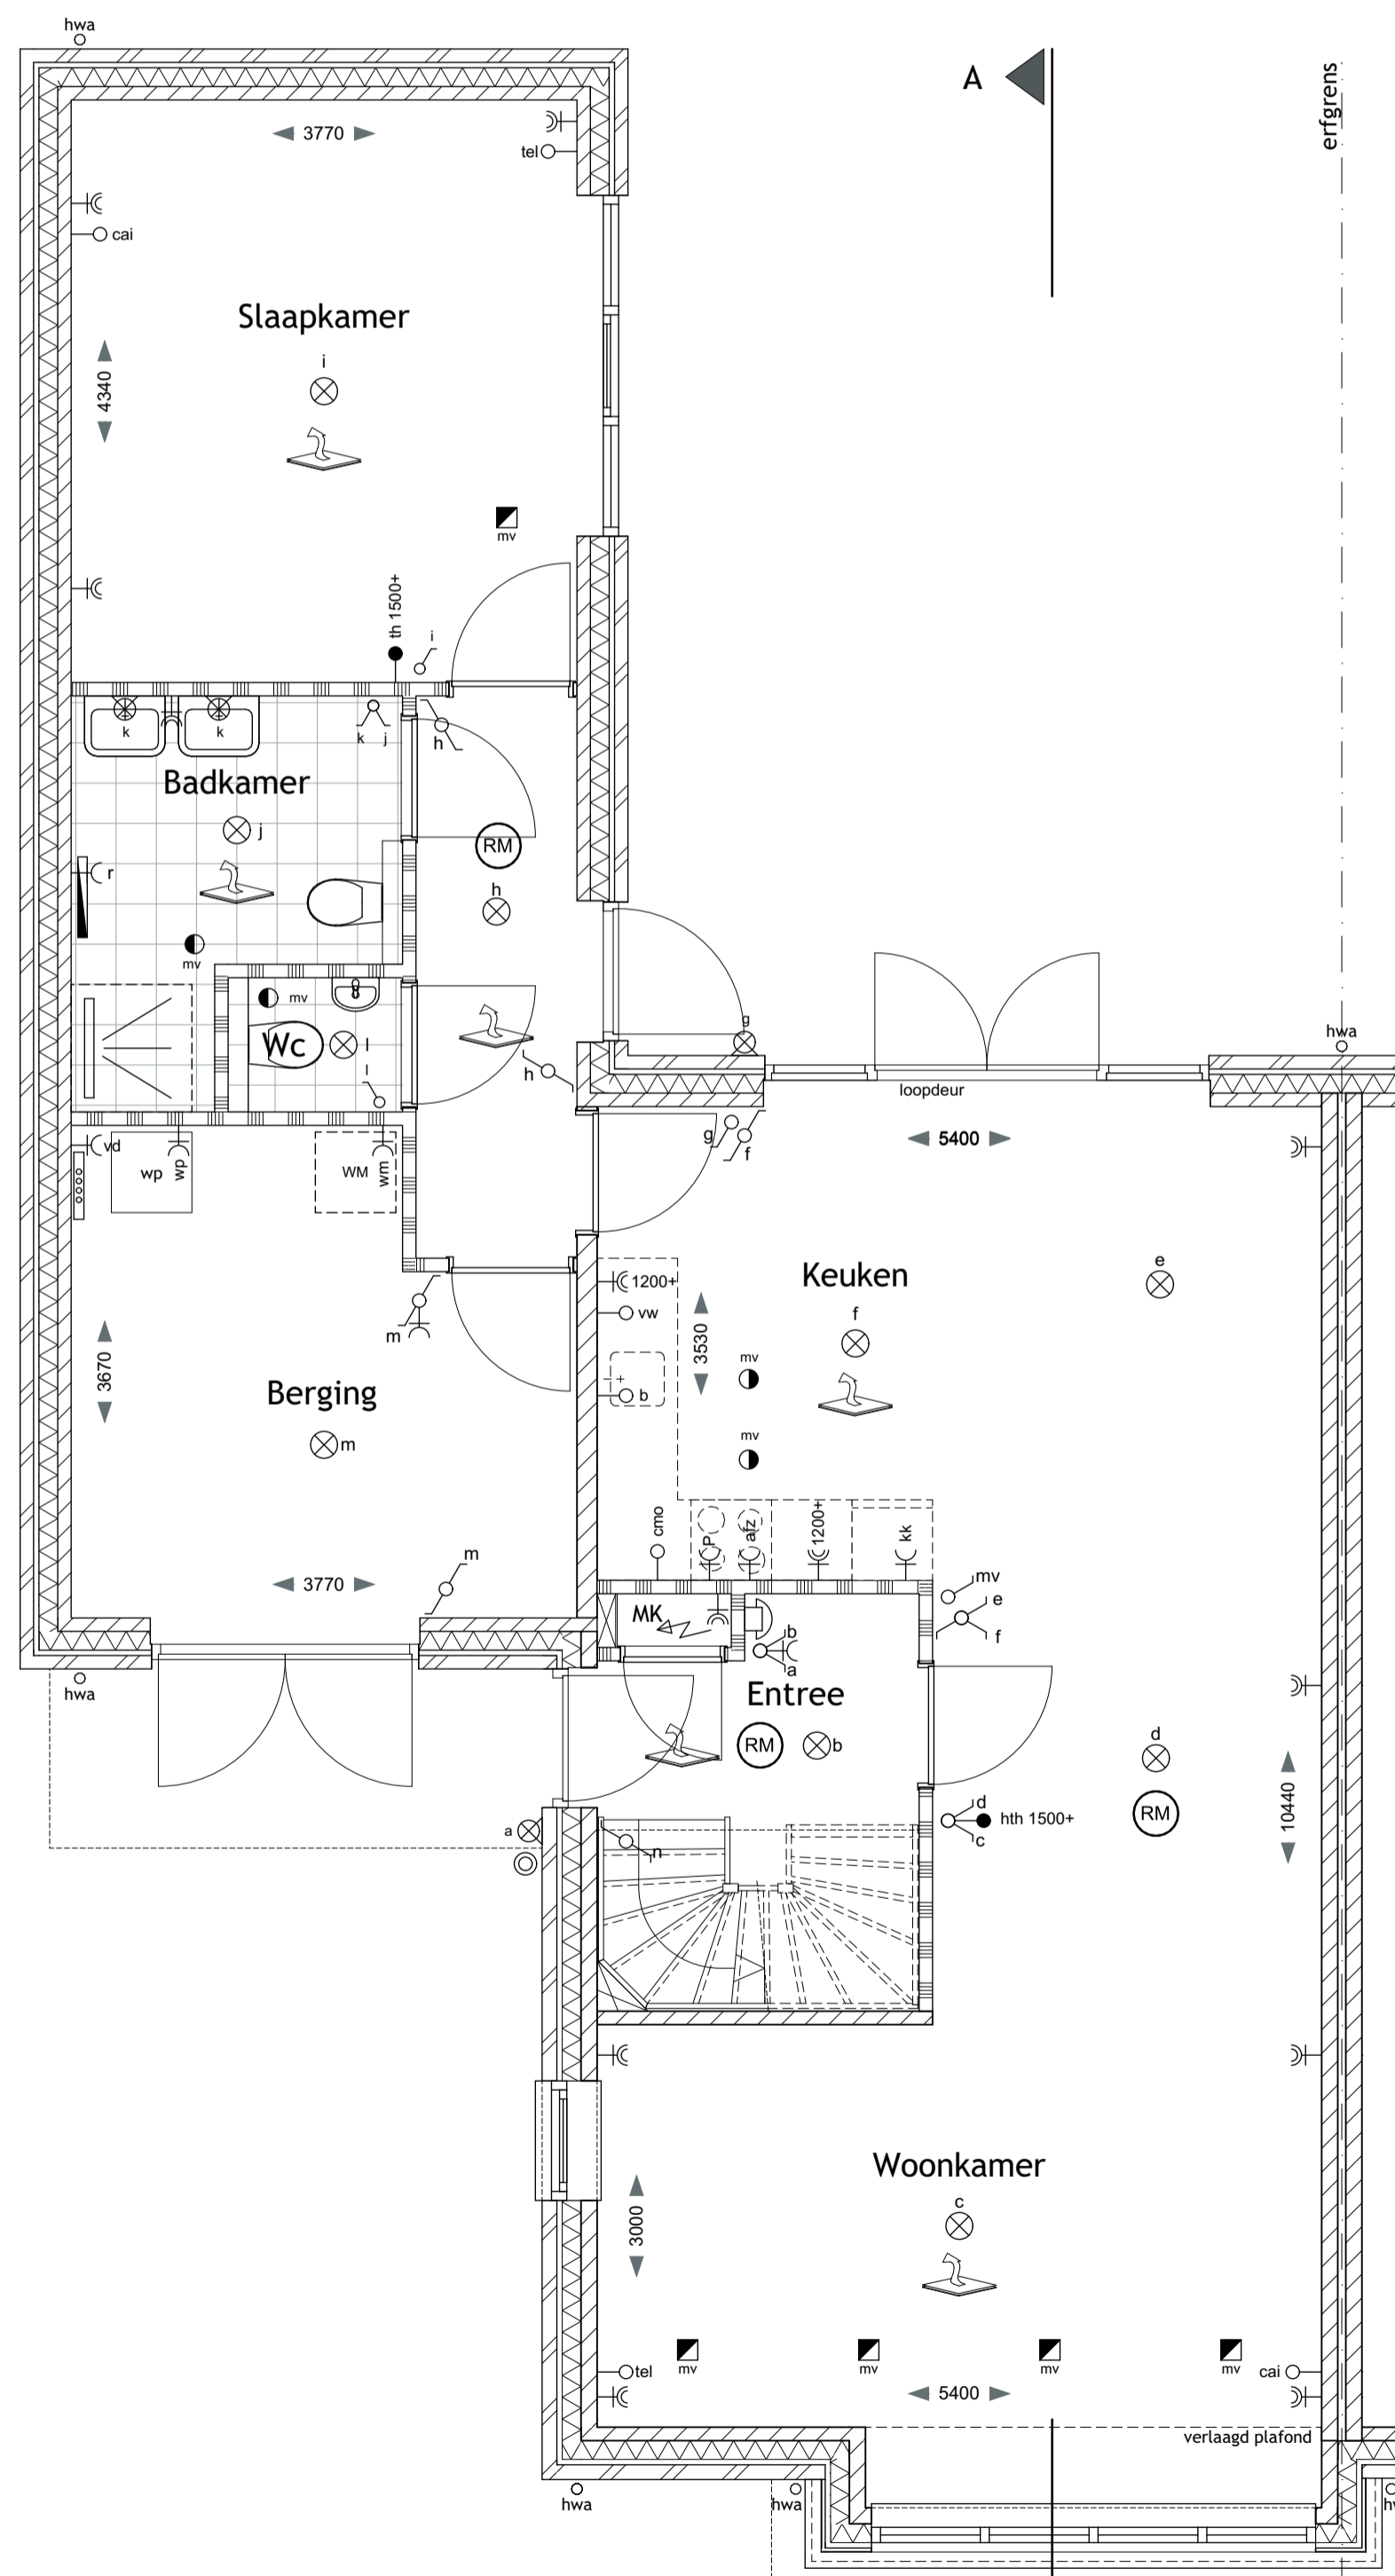 hwa
A
erfgrens
3770
tel
cai
Slaapkamer
i
4340
mv
th 1500+
i
k
k
k
j
h
Badkamer
j
RM
r
h
mv
mv
Wc
l
l
h
g
hwa
loopdeur
vd
wp
wp
WM
wm
g
f
5400
Keuken
e
1200+
vw
f
3530
mv
m
3670
b
Berging
mv
m
cmo
P
afz
1200+
kk
3770
m
mv
e
f
MK
b
a
hwa
Entree
RM
b
d
RM
a
d
hth 1500+
c
10440
n
Woonkamer
c
3000
mv
mv
mv
mv
tel
cai
5400
verlaagd plafond
hwa
hwa